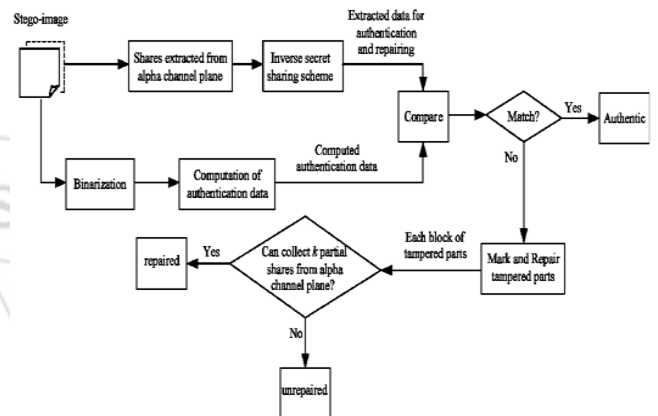 Stego-image
Extracted data for
authentication
and repairing
Shares extracted from
alpha channel plane
Inverse secret
sharing scheme
Compare
Match?
Yes
Authentic
No
Binarization
Computation of
authentication data
Computed
authentication data
Each block of
tampered parts
Mark and Repair
tampered parts
Can collect k partial
shares from alpha
channel plane?
Yes
repaired
No
unrepaired